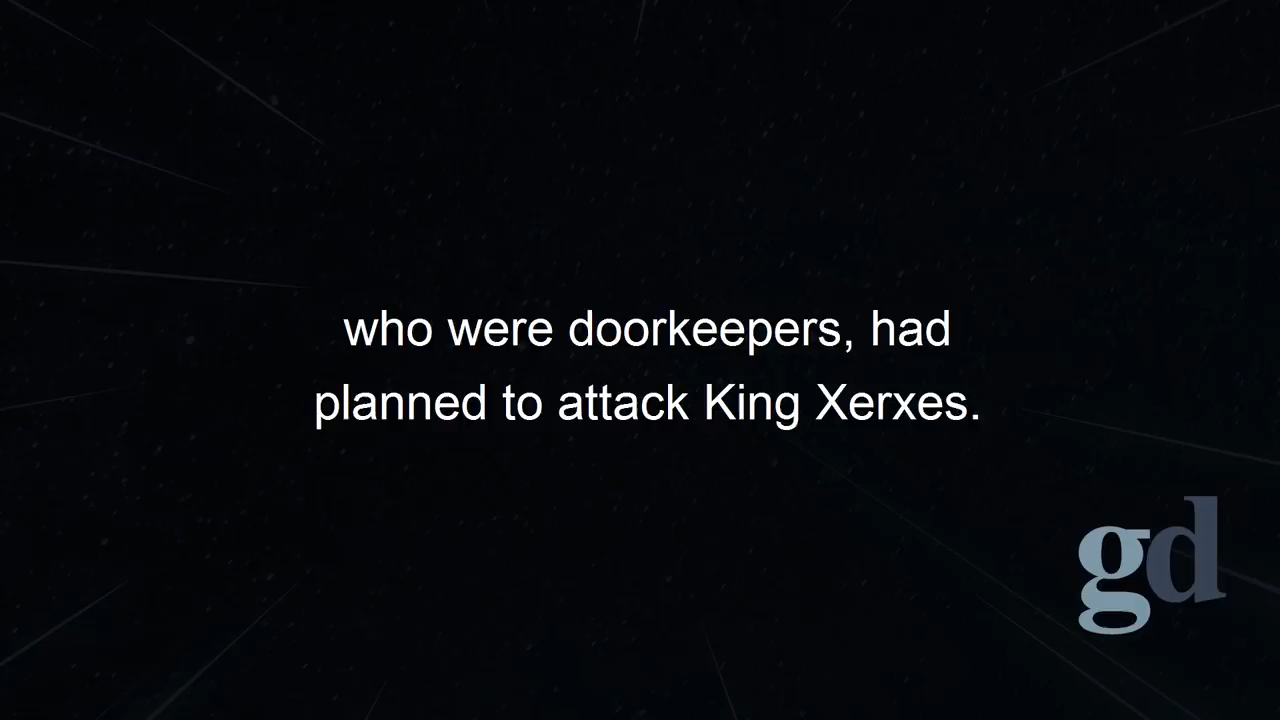 who were doorkeepers, had
planned to attack King Xerxes.
gd